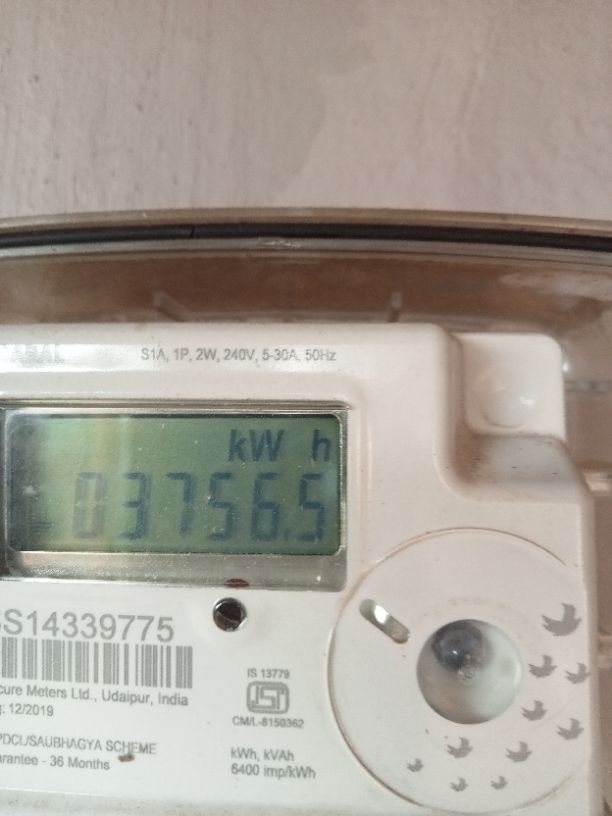 S1A, 1P, 2W, 240V, 5-30A, 50Hz
kW h
03756.5
S14339775
cure Meters Ltd., Udaipur, India
: 12/2019
PDCL/SAUBHAGYA SCHEME
arantee - 36 Months
IS 13779
ISI
CM/L-8150362
kWh, kVAh
6400 imp/kWh